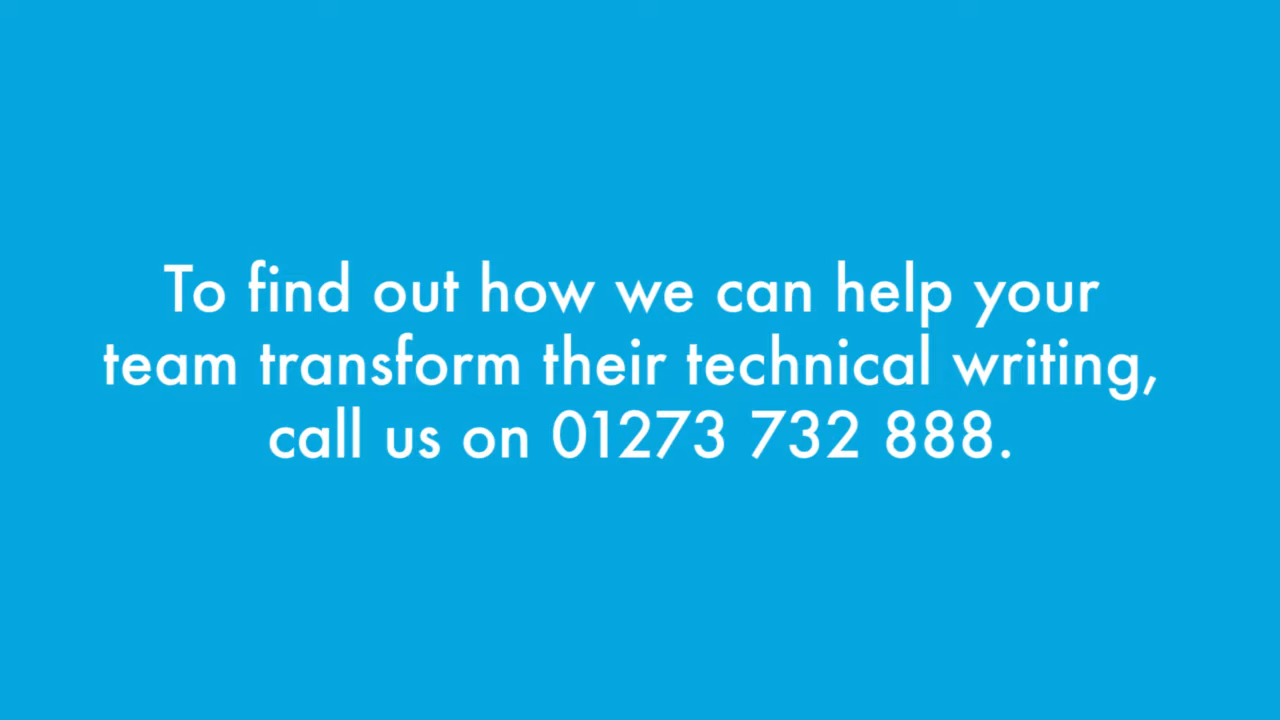 To find out how we can help your
team transform their technical writing,
call us on 01273 732 888.